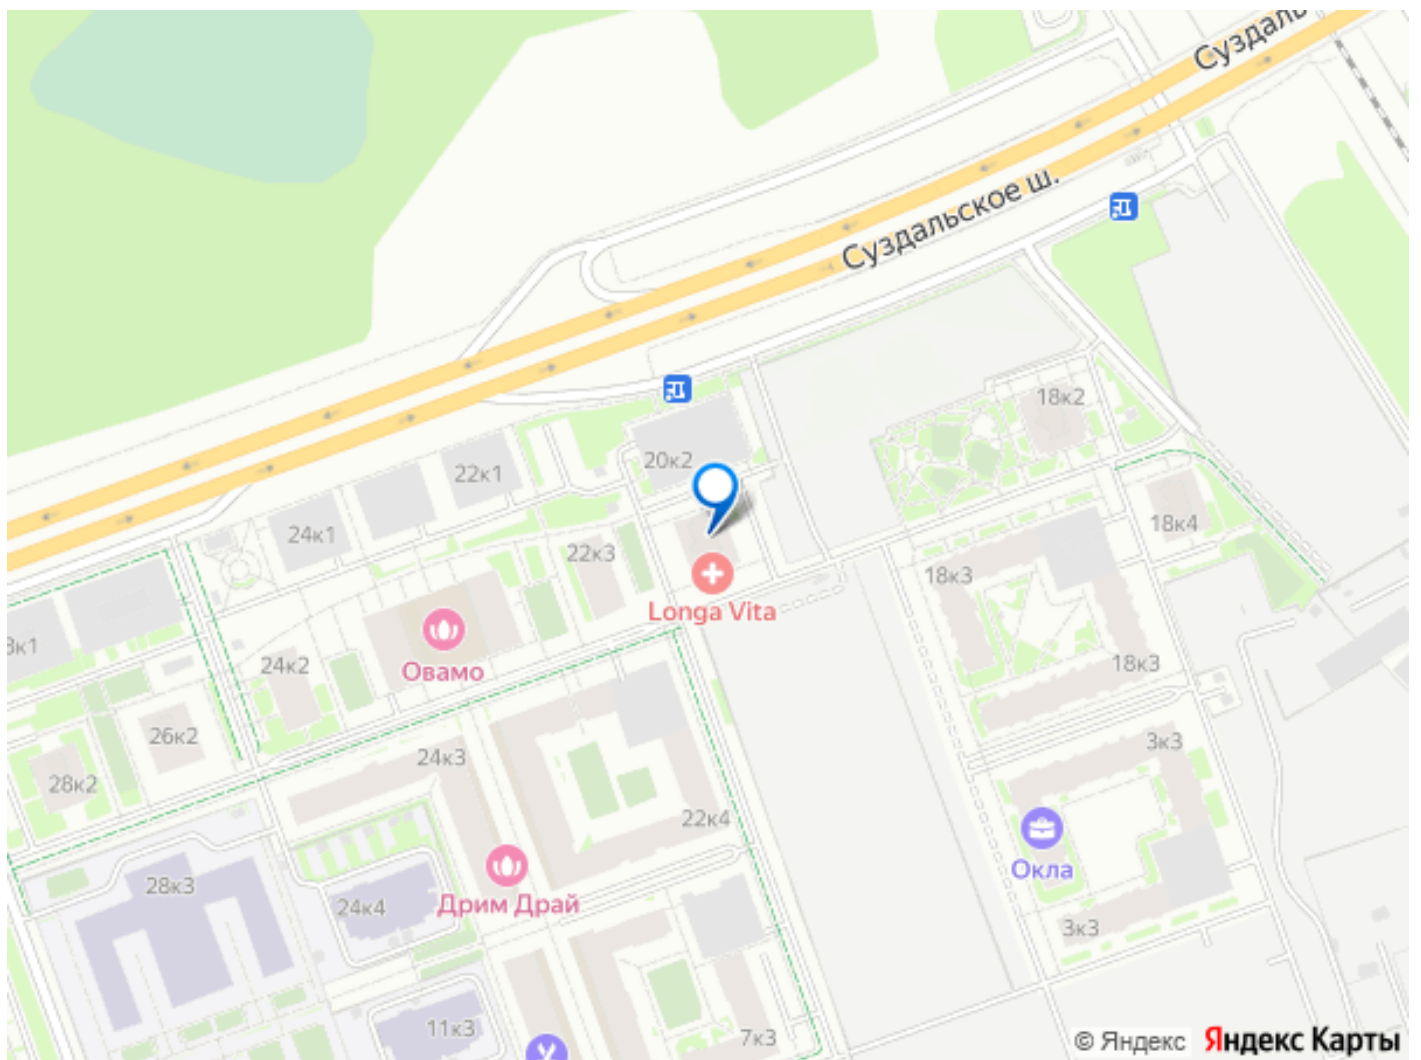 Суздаль
Суздальское ш.
18к2
20к2
22к1
18к4
24к1
22к3
18к3
Longa Vita
3к1
24к2
Овамо
18к3
26к2
3к3
24к3
28к2
22к4
Окла
28к3
24к4
Дрим Драй
3к3
11к3
7к3
© Яндекс Яндекс Карты